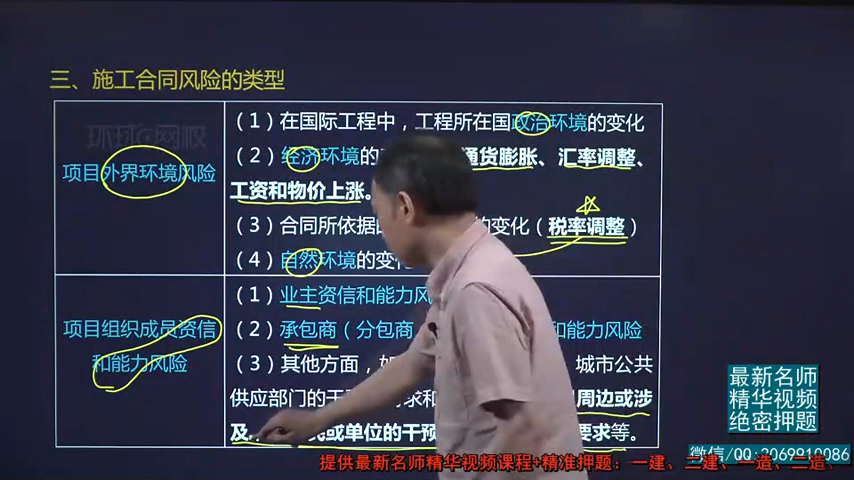 三、施工合同风险的类型
环球网校
项目外界环境风险
（1）在国际工程中，工程所在国政治环境的变化
（2）经济环境的 通货膨胀、汇率调整、
工资和物价上涨。
（3）合同所依据 变化（税率调整）
（4）自然环境的变
项目组织成员资信
和能力风险
（1）业主资信和能力风
（2）承包商（分包商 和能力风险
（3）其他方面，如 城市公共
供应部门的干 求和 周边或涉
及 或单位的干预 要求等。
最新名师
精华视频
绝密押题
微信/QQ:2069910086
提供最新名师精华视频课程+精准押题：一建、二建、一造、二造、